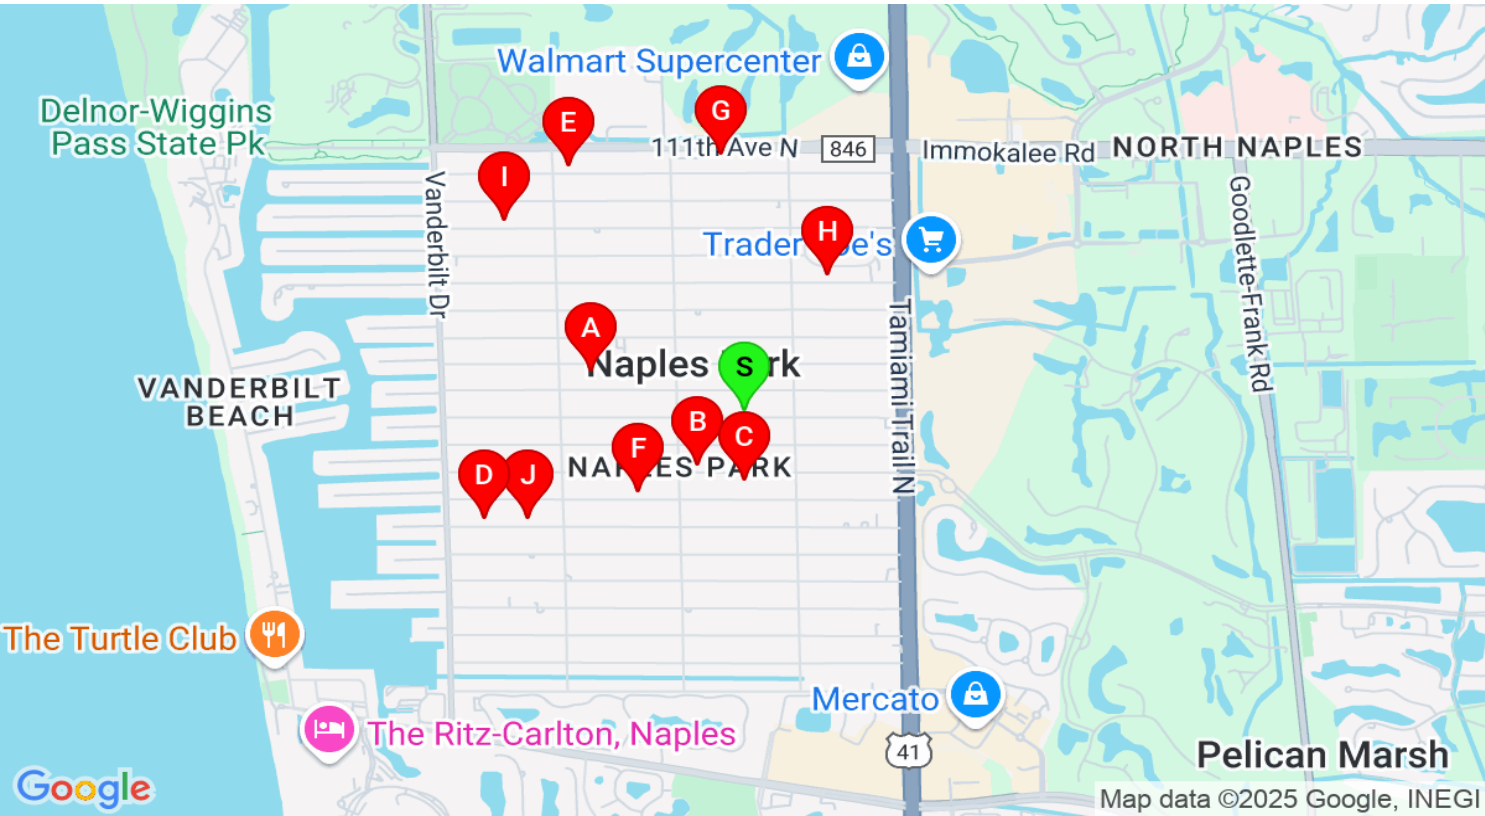 Walmart Supercenter
Delnor-Wiggins
Pass State Pk
E
G
111th Ave N
846
Immokalee Rd
NORTH NAPLES
I
Vanderbilt Dr
Goodlette-Frank Rd
H
Trader
e's
A
Naples
rk
S
Tamiami Trail N
VANDERBILT
BEACH
B
C
F
D
J
NAPLES PARK
The Turtle Club
Mercato
The Ritz-Carlton, Naples
41
Pelican Marsh
Google
Map data ©2025 Google, INEGI